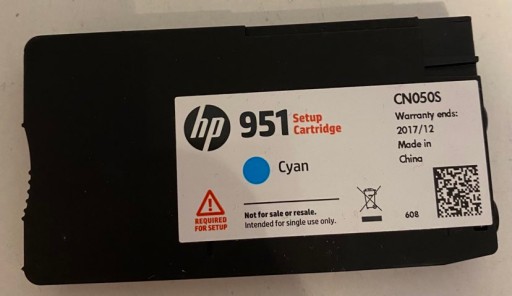 hp 951 Setup
Cartridge
Cyan
REQUIRED
FOR SETUP
Not for sale or resale.
Intended for single use only.
CN050S
Warranty ends:
2017/12
Made in
China
608